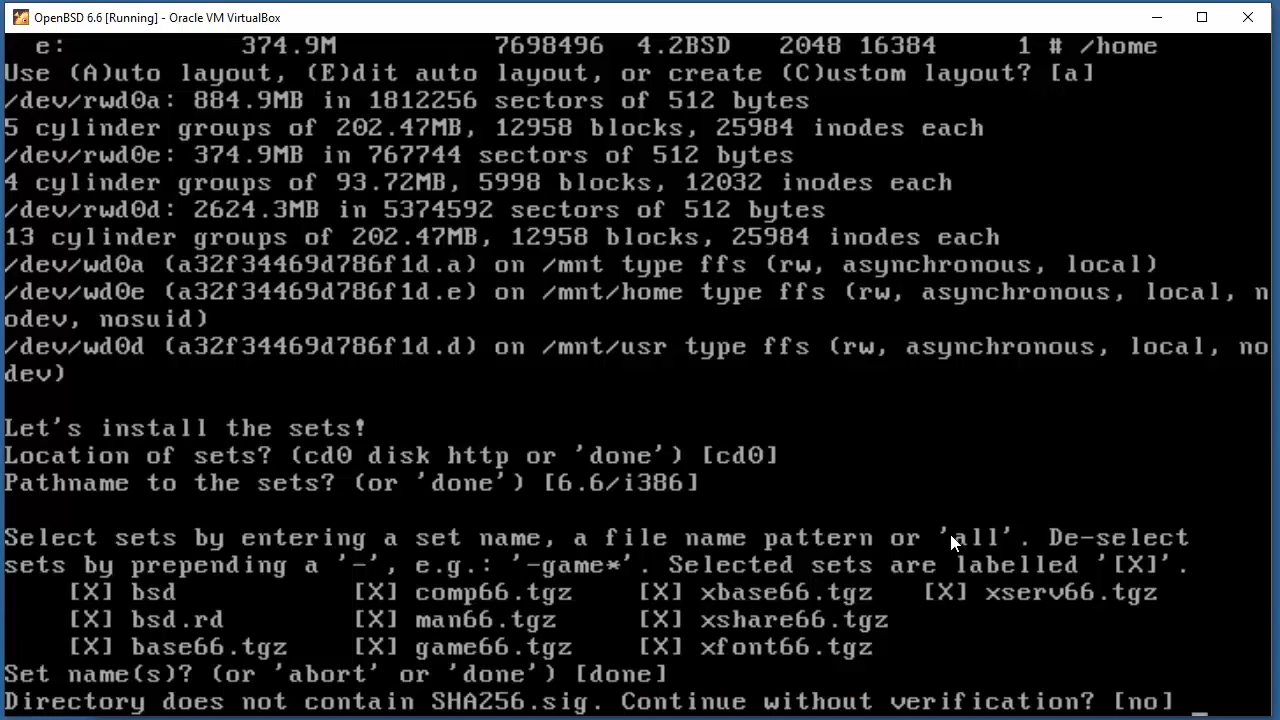 OpenBSD 6.6 [Running] - Oracle VM VirtualBox
e: 374.9M 7698496 4.2BSD 2048 16384 1 # /home
Use (A)uto layout, (E)dit auto layout, or create (C)ustom layout? [a]
/dev/rwd0a: 884.9MB in 1812256 sectors of 512 bytes
5 cylinder groups of 202.47MB, 12958 blocks, 25984 inodes each
/dev/rwd0e: 374.9MB in 767744 sectors of 512 bytes
4 cylinder groups of 93.72MB, 5998 blocks, 12032 inodes each
/dev/rwd0d: 2624.3MB in 5374592 sectors of 512 bytes
13 cylinder groups of 202.47MB, 12958 blocks, 25984 inodes each
/dev/wd0a (a32f34469d786f1d.a) on /mnt type ffs (rw, asynchronous, local)
/dev/wd0e (a32f34469d786f1d.e) on /mnt/home type ffs (rw, asynchronous, local, n
odev, nosuid)
/dev/wd0d (a32f34469d786f1d.d) on /mnt/usr type ffs (rw, asynchronous, local, no
dev)
Let's install the sets!
Location of sets? (cd0 disk http or 'done') [cd0]
Pathname to the sets? (or 'done') [6.6/i386]
Select sets by entering a set name, a file name pattern or 'all'. De-select
sets by prepending a '-', e.g.: '-game*'. Selected sets are labelled '[X]'.
[X] bsd [X] comp66.tgz [X] xbase66.tgz [X] xserv66.tgz
[X] bsd.rd [X] man66.tgz [X] xshare66.tgz
[X] base66.tgz [X] game66.tgz [X] xfont66.tgz
Set name(s)? (or 'abort' or 'done') [done]
Directory does not contain SHA256.sig. Continue without verification? [no] _